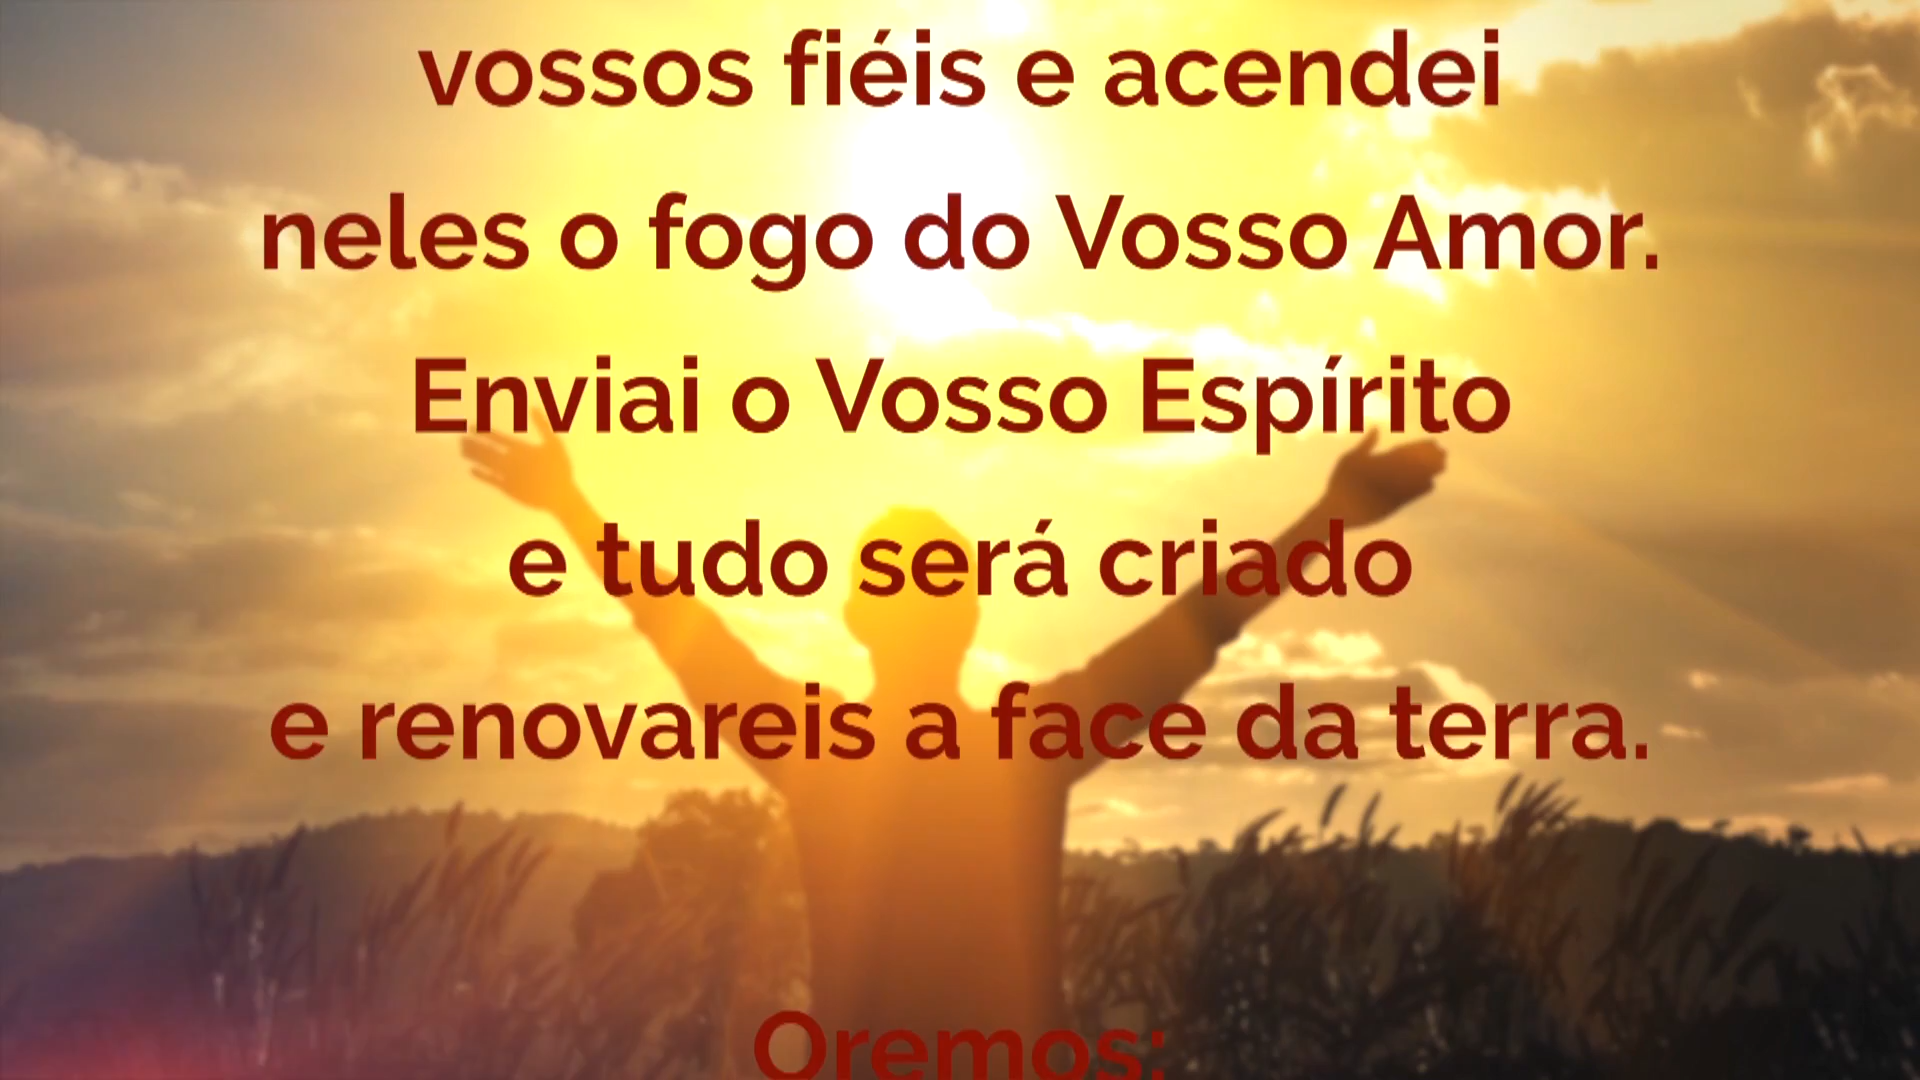 vossos fiéis e acendei
neles o fogo do Vosso Amor.
Enviai o Vosso Espírito
e tudo será criado
e renovareis a face da terra.
Oremos: